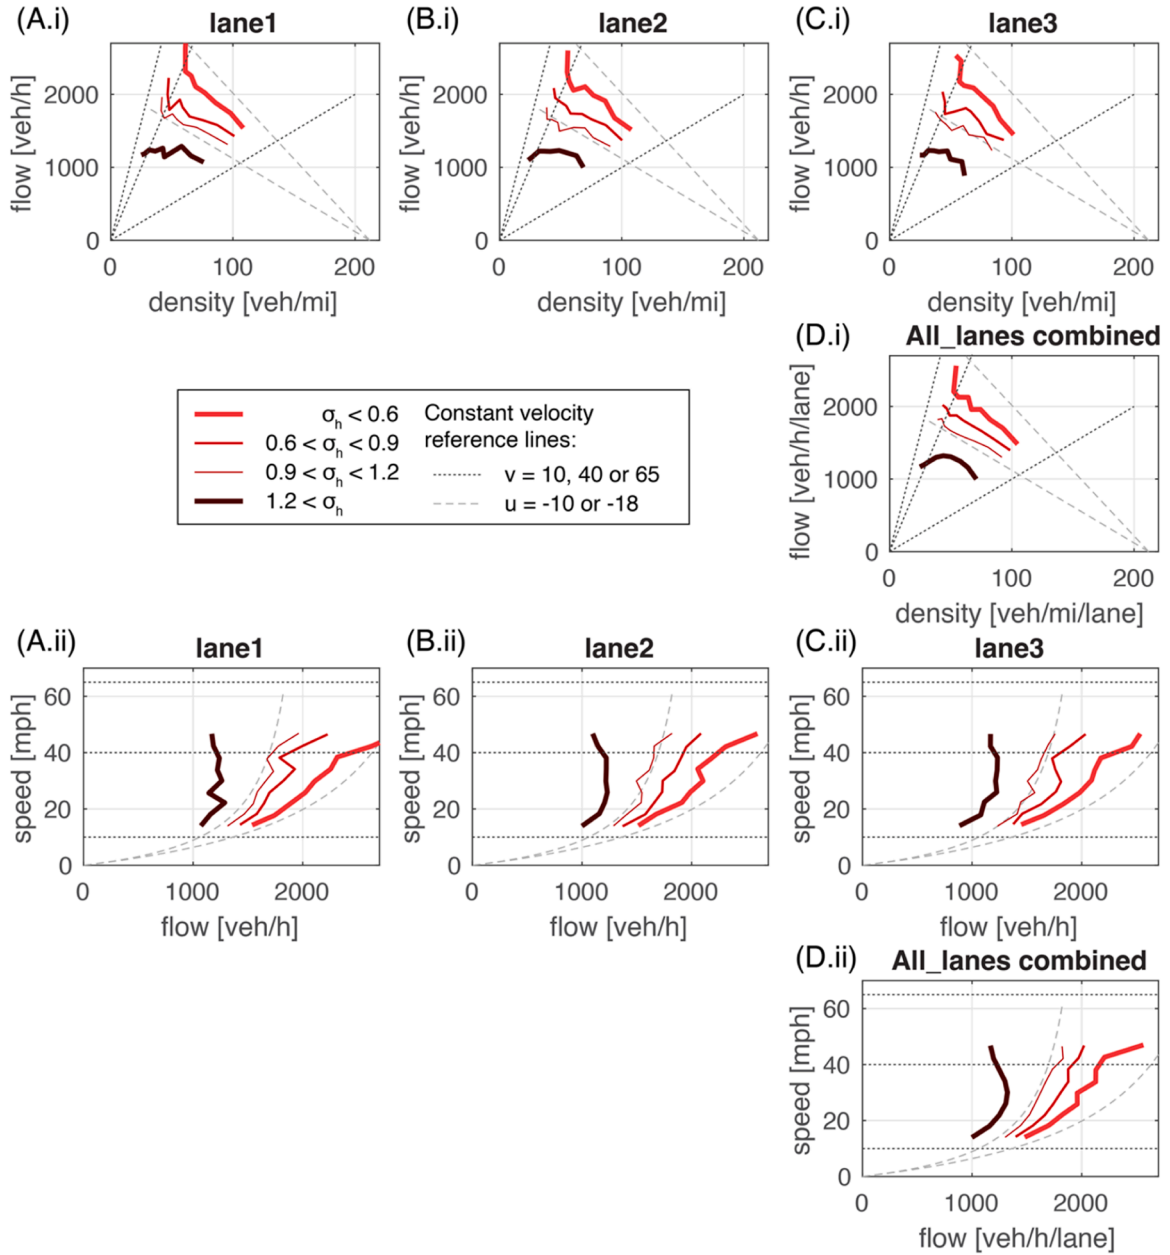 (A.i) lane1
(B.i) lane2
(C.i) lane3
flow [veh/h]
2000
1000
0
0 100 200
density [veh/mi]
flow [veh/h]
2000
1000
0
0 100 200
density [veh/mi]
flow [veh/h]
2000
1000
0
0 100 200
density [veh/mi]
(D.i) All_lanes combined
flow [veh/h/lane]
2000
1000
0
0 100 200
density [veh/mi/lane]
σh < 0.6
0.6 < σh < 0.9
0.9 < σh < 1.2
1.2 < σh
Constant velocity
reference lines:
v = 10, 40 or 65
u = -10 or -18
(A.ii) lane1
(B.ii) lane2
(C.ii) lane3
speed [mph]
60
40
20
0
0 1000 2000
flow [veh/h]
speed [mph]
60
40
20
0
0 1000 2000
flow [veh/h]
speed [mph]
60
40
20
0
0 1000 2000
flow [veh/h]
(D.ii) All_lanes combined
speed [mph]
60
40
20
0
0 1000 2000
flow [veh/h/lane]